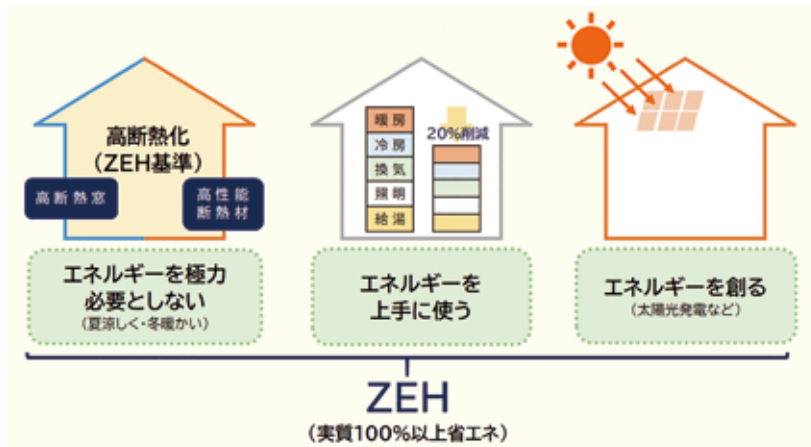 高断熱化
（ZEH基準）
高断熱窓
高性能
断熱材
エネルギーを極力
必要としない
（夏涼しく・冬暖かい）
暖房
冷房
換気
照明
給湯
20%削減
エネルギーを
上手に使う
エネルギーを創る
（太陽光発電など）
ZEH
（実質100%以上省エネ）